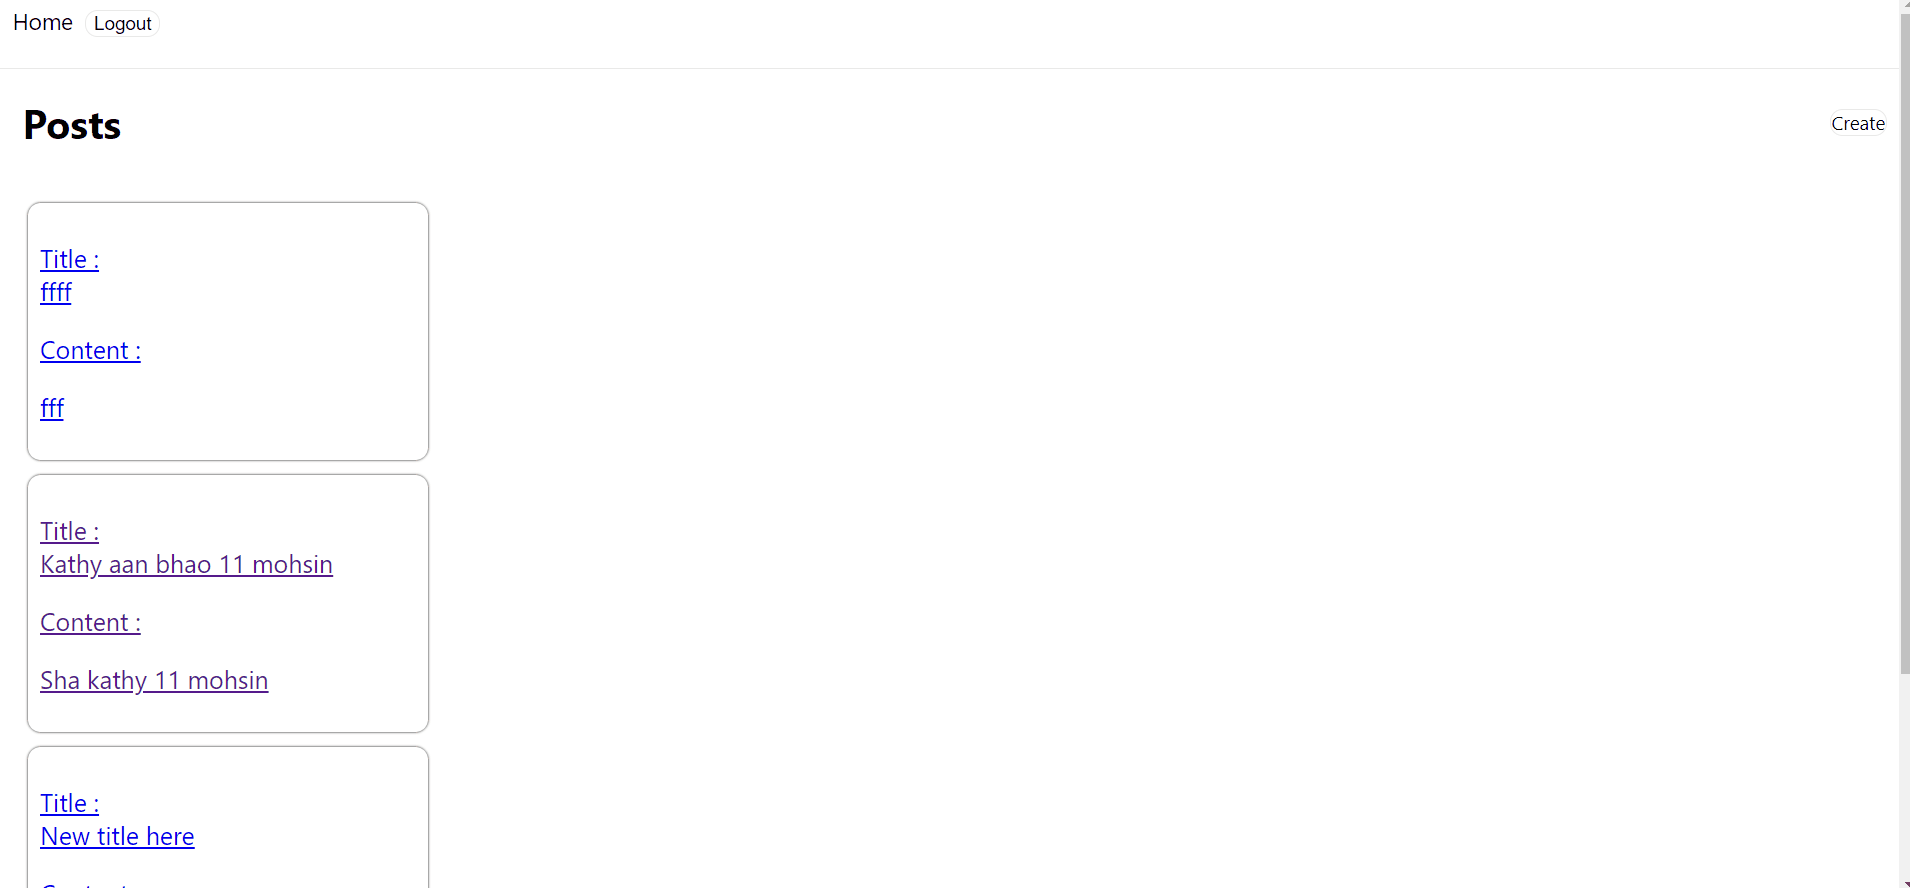 Home Logout
Posts
Create
Title :
ffff
Content :
fff
Title :
Kathy aan bhao 11 mohsin
Content :
Sha kathy 11 mohsin
Title :
New title here